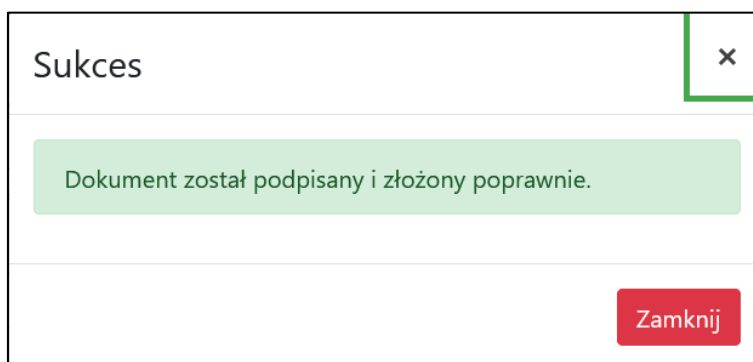 Sukces
×
Dokument został podpisany i złożony poprawnie.
Zamknij